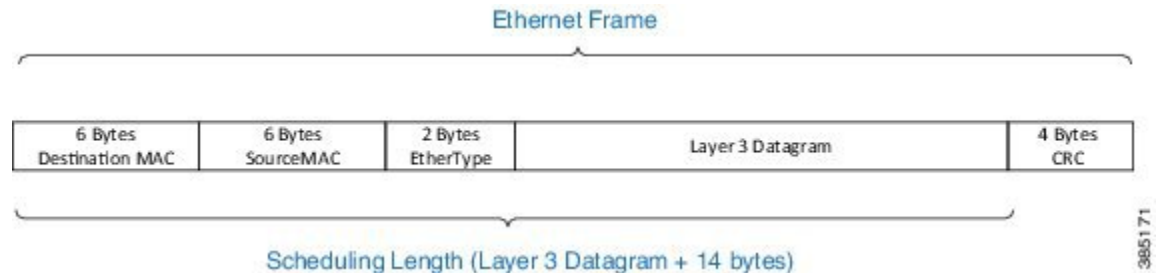 Ethernet Frame
6 Bytes
Destination MAC
6 Bytes
SourceMAC
2 Bytes
EtherType
Layer 3 Datagram
4 Bytes
CRC
Scheduling Length (Layer 3 Datagram + 14 bytes)
385171